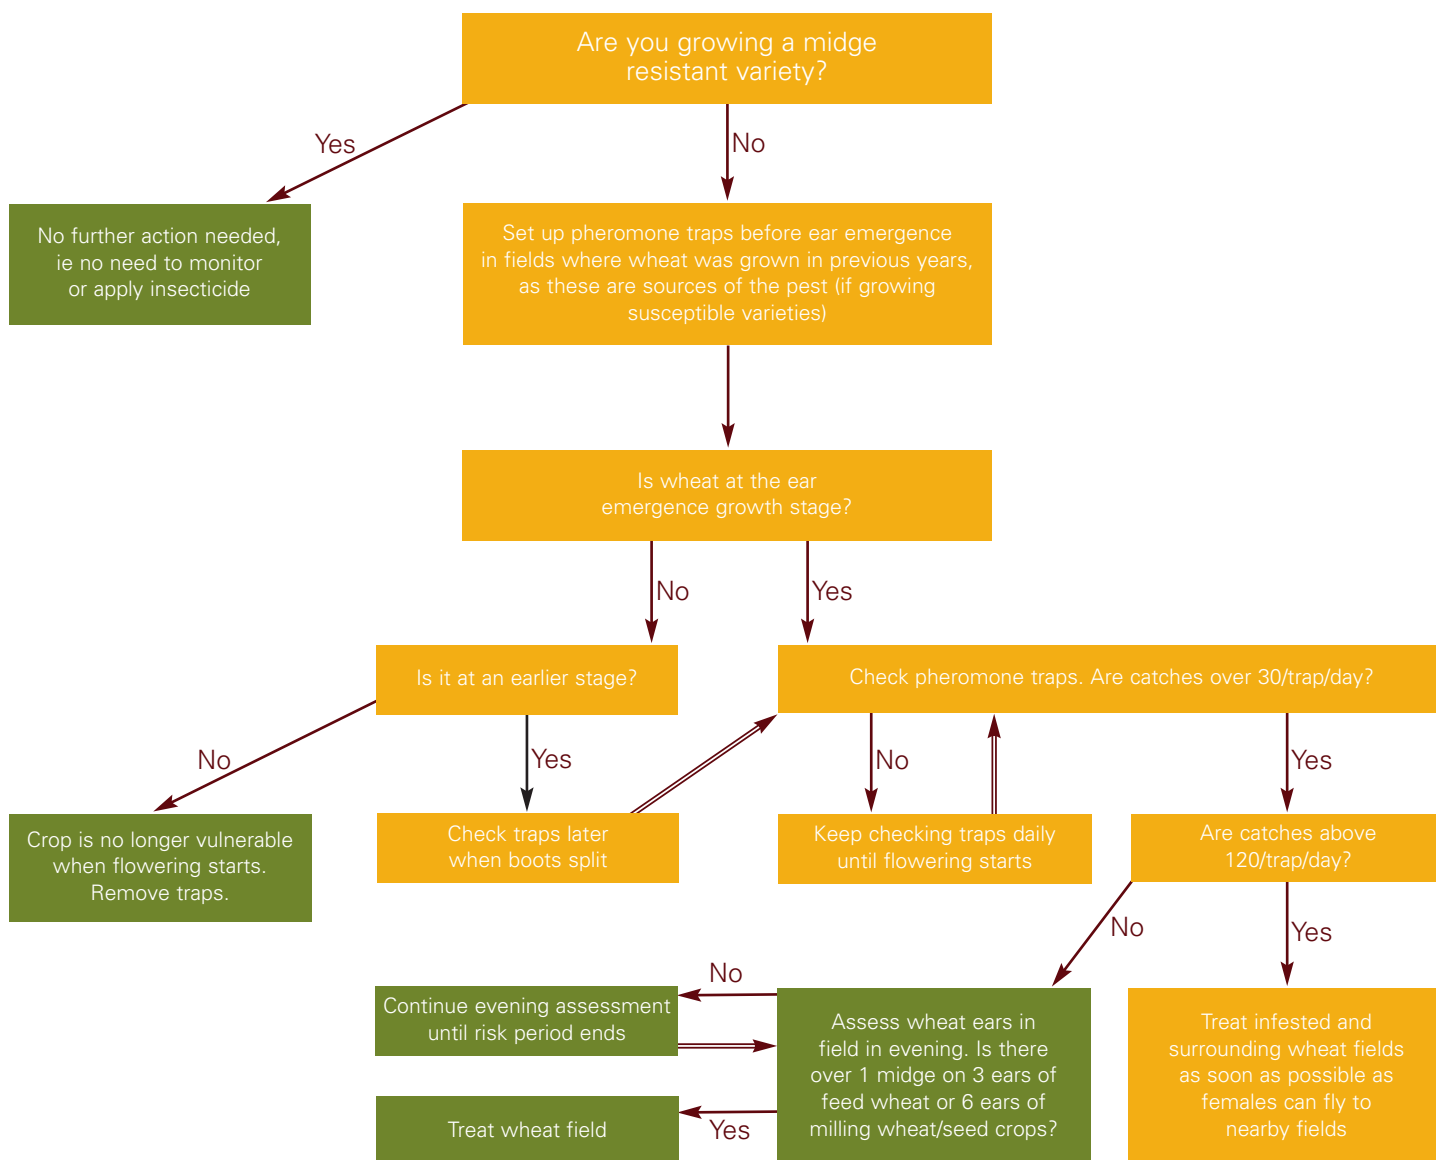 Are you growing a midge
resistant variety?
Yes
No
No further action needed,
ie no need to monitor
or apply insecticide
Set up pheromone traps before ear emergence
in fields where wheat was grown in previous years,
as these are sources of the pest (if growing
susceptible varieties)
Is wheat at the ear
emergence growth stage?
No
Yes
Is it at an earlier stage?
Check pheromone traps. Are catches over 30/trap/day?
No
Yes
No
Yes
Crop is no longer vulnerable
when flowering starts.
Remove traps.
Check traps later
when boots split
Keep checking traps daily
until flowering starts
Are catches above
120/trap/day?
No
Yes
No
Continue evening assessment
until risk period ends
Assess wheat ears in
field in evening. Is there
over 1 midge on 3 ears of
feed wheat or 6 ears of
milling wheat/seed crops?
Treat infested and
surrounding wheat fields
as soon as possible as
females can fly to
nearby fields
Treat wheat field
Yes